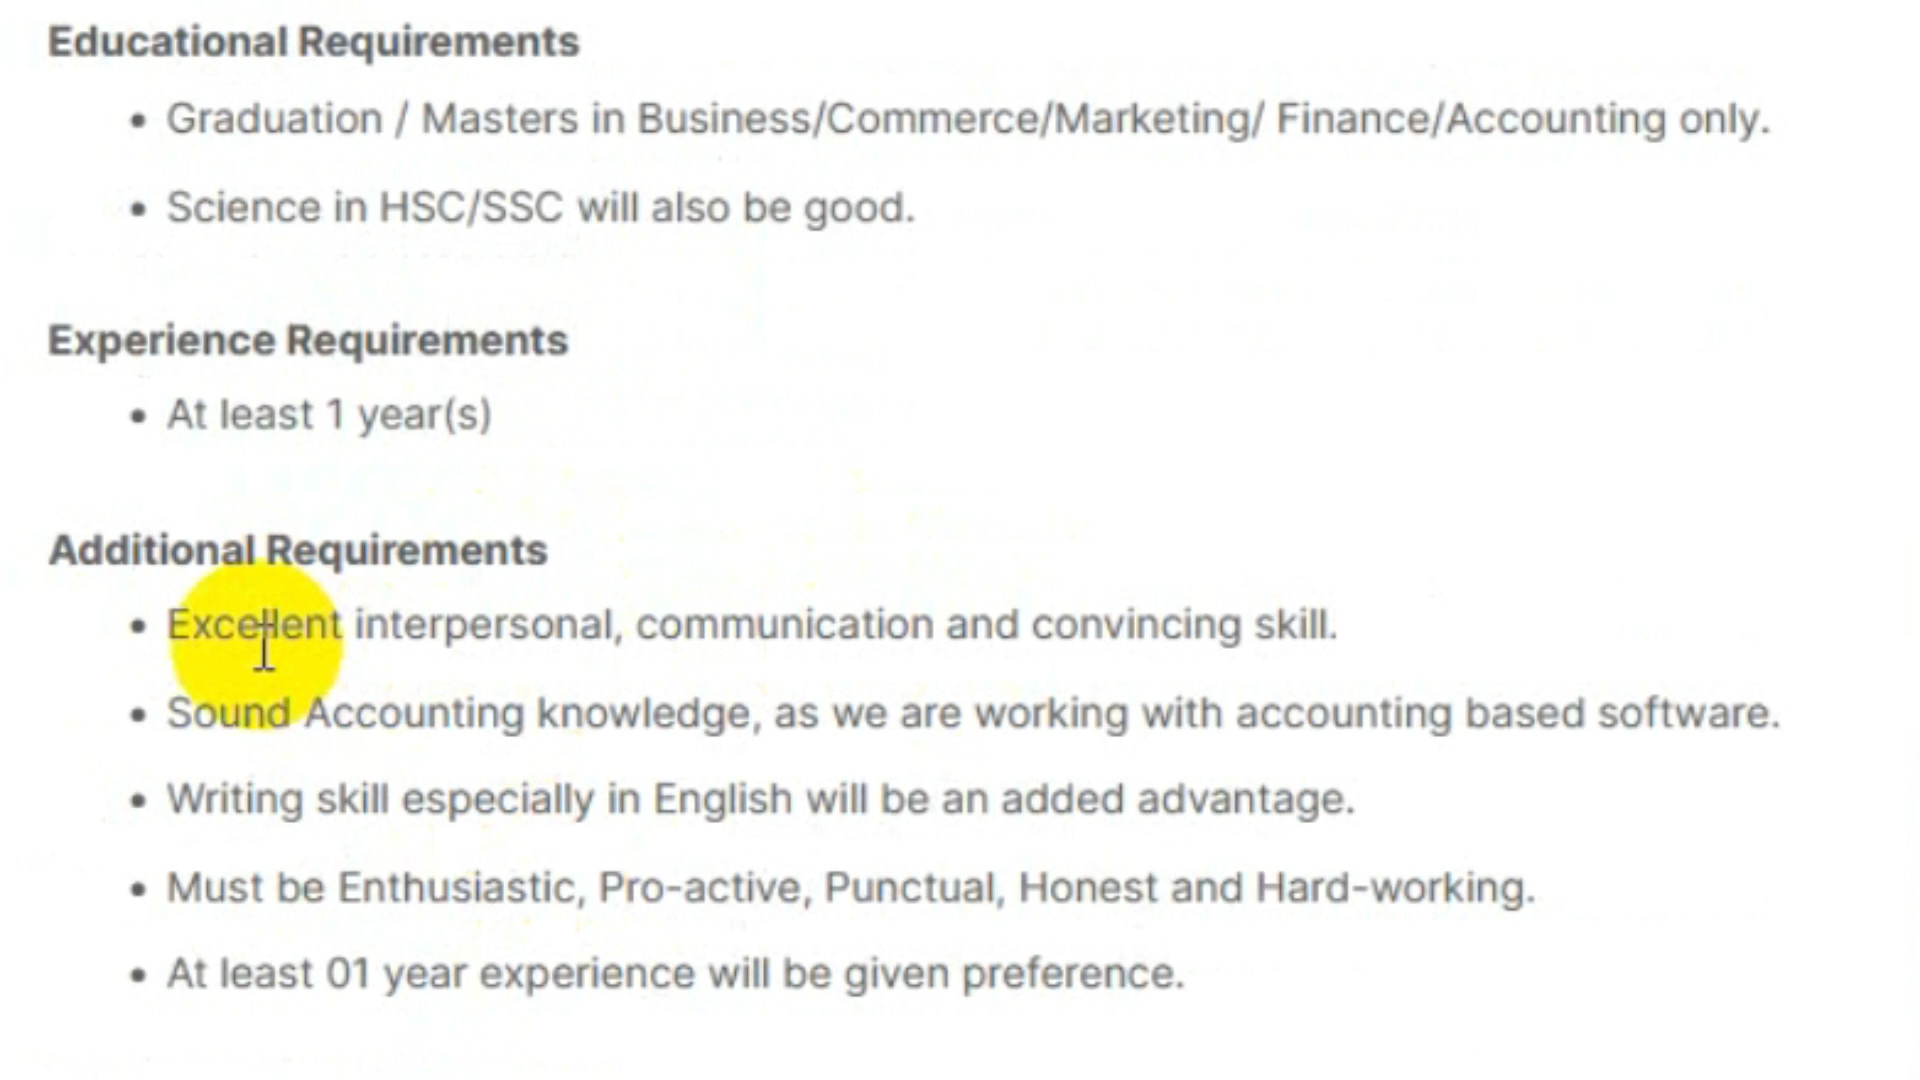 Educational Requirements
• Graduation / Masters in Business/Commerce/Marketing/ Finance/Accounting only.
• Science in HSC/SSC will also be good.
Experience Requirements
• At least 1 year(s)
Additional Requirements
• Excellent interpersonal, communication and convincing skill.
• Sound Accounting knowledge, as we are working with accounting based software.
• Writing skill especially in English will be an added advantage.
• Must be Enthusiastic, Pro-active, Punctual, Honest and Hard-working.
• At least 01 year experience will be given preference.